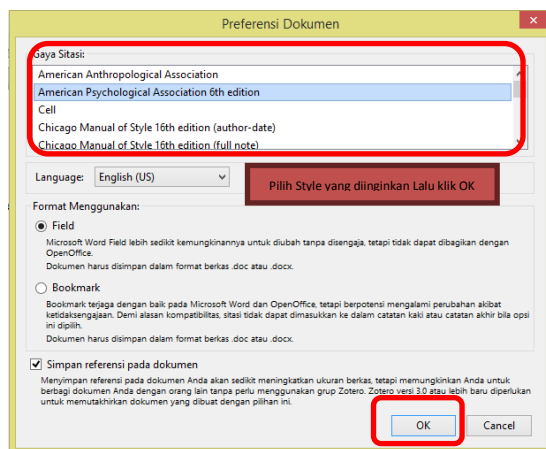 Preferensi Dokumen
Gaya Sitasi:
American Anthropological Association
American Psychological Association 6th edition
Cell
Chicago Manual of Style 16th edition (author-date)
Chicago Manual of Style 16th edition (full note)
Language: English (US)
Pilih Style yang diinginkan Lalu klik OK
Format Menggunakan:
Field
Microsoft Word Field lebih sedikit kemungkinannya untuk diubah tanpa disengaja, tetapi tidak dapat dibagikan dengan
OpenOffice.
Dokumen harus disimpan dalam format berkas .doc atau .docx.
Bookmark
Bookmark terjaga dengan baik pada Microsoft Word dan OpenOffice, tetapi berpotensi mengalami perubahan akibat
ketidaksengajaan. Demi alasan kompatibilitas, sitasi tidak dapat dimasukkan ke dalam catatan kaki atau catatan akhir bila opsi
ini dipilih.
Dokumen harus disimpan dalam format berkas .doc atau .docx.
Simpan referensi pada dokumen
Menyimpan referensi pada dokumen Anda akan sedikit meningkatkan ukuran berkas, tetapi memungkinkan Anda untuk
berbagi dokumen Anda dengan orang lain tanpa perlu menggunakan grup Zotero. Zotero versi 3.0 atau lebih baru diperlukan
untuk memutakhirkan dokumen yang dibuat dengan pilihan ini.
OK Cancel